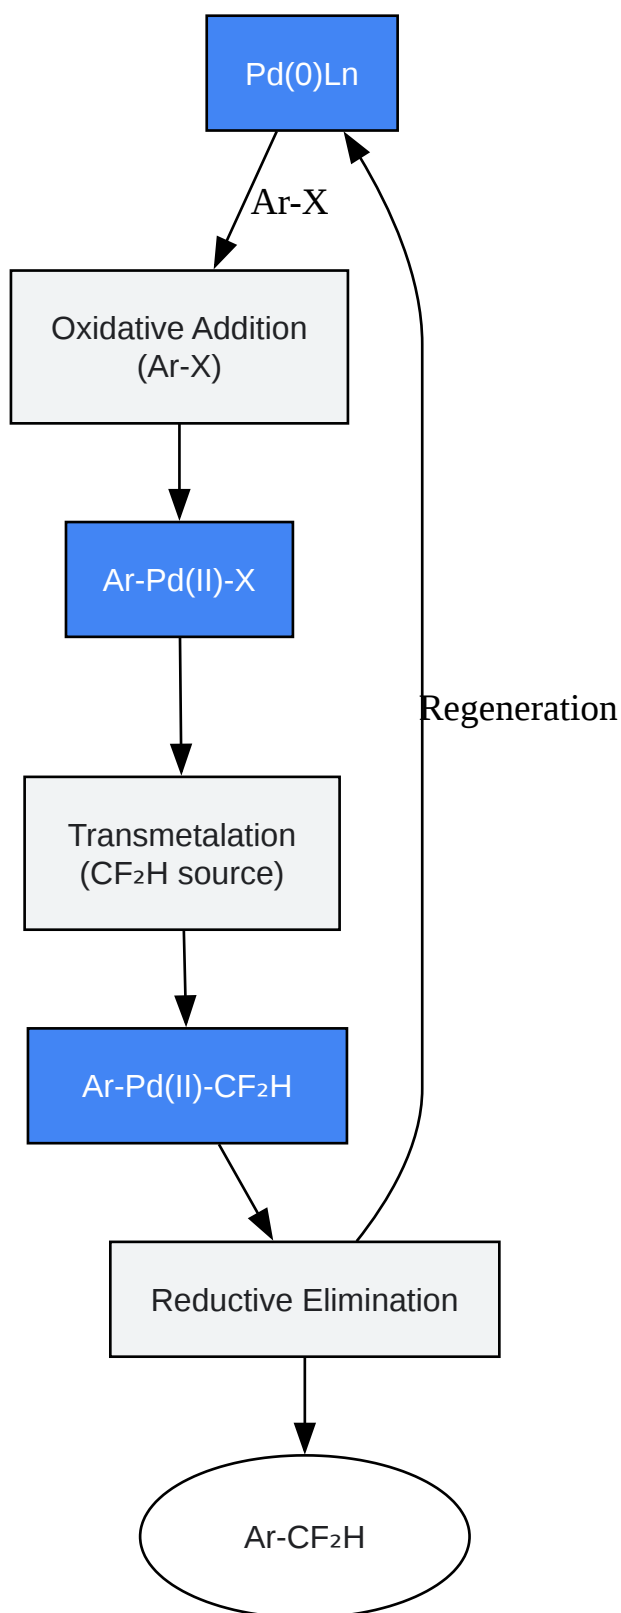 Pd(0)Ln
Ar-X
Oxidative Addition
(Ar-X)
Ar-Pd(II)-X
Regeneration
Transmetalation
(CF₂H source)
Ar-Pd(II)-CF₂H
Reductive Elimination
Ar-CF₂H